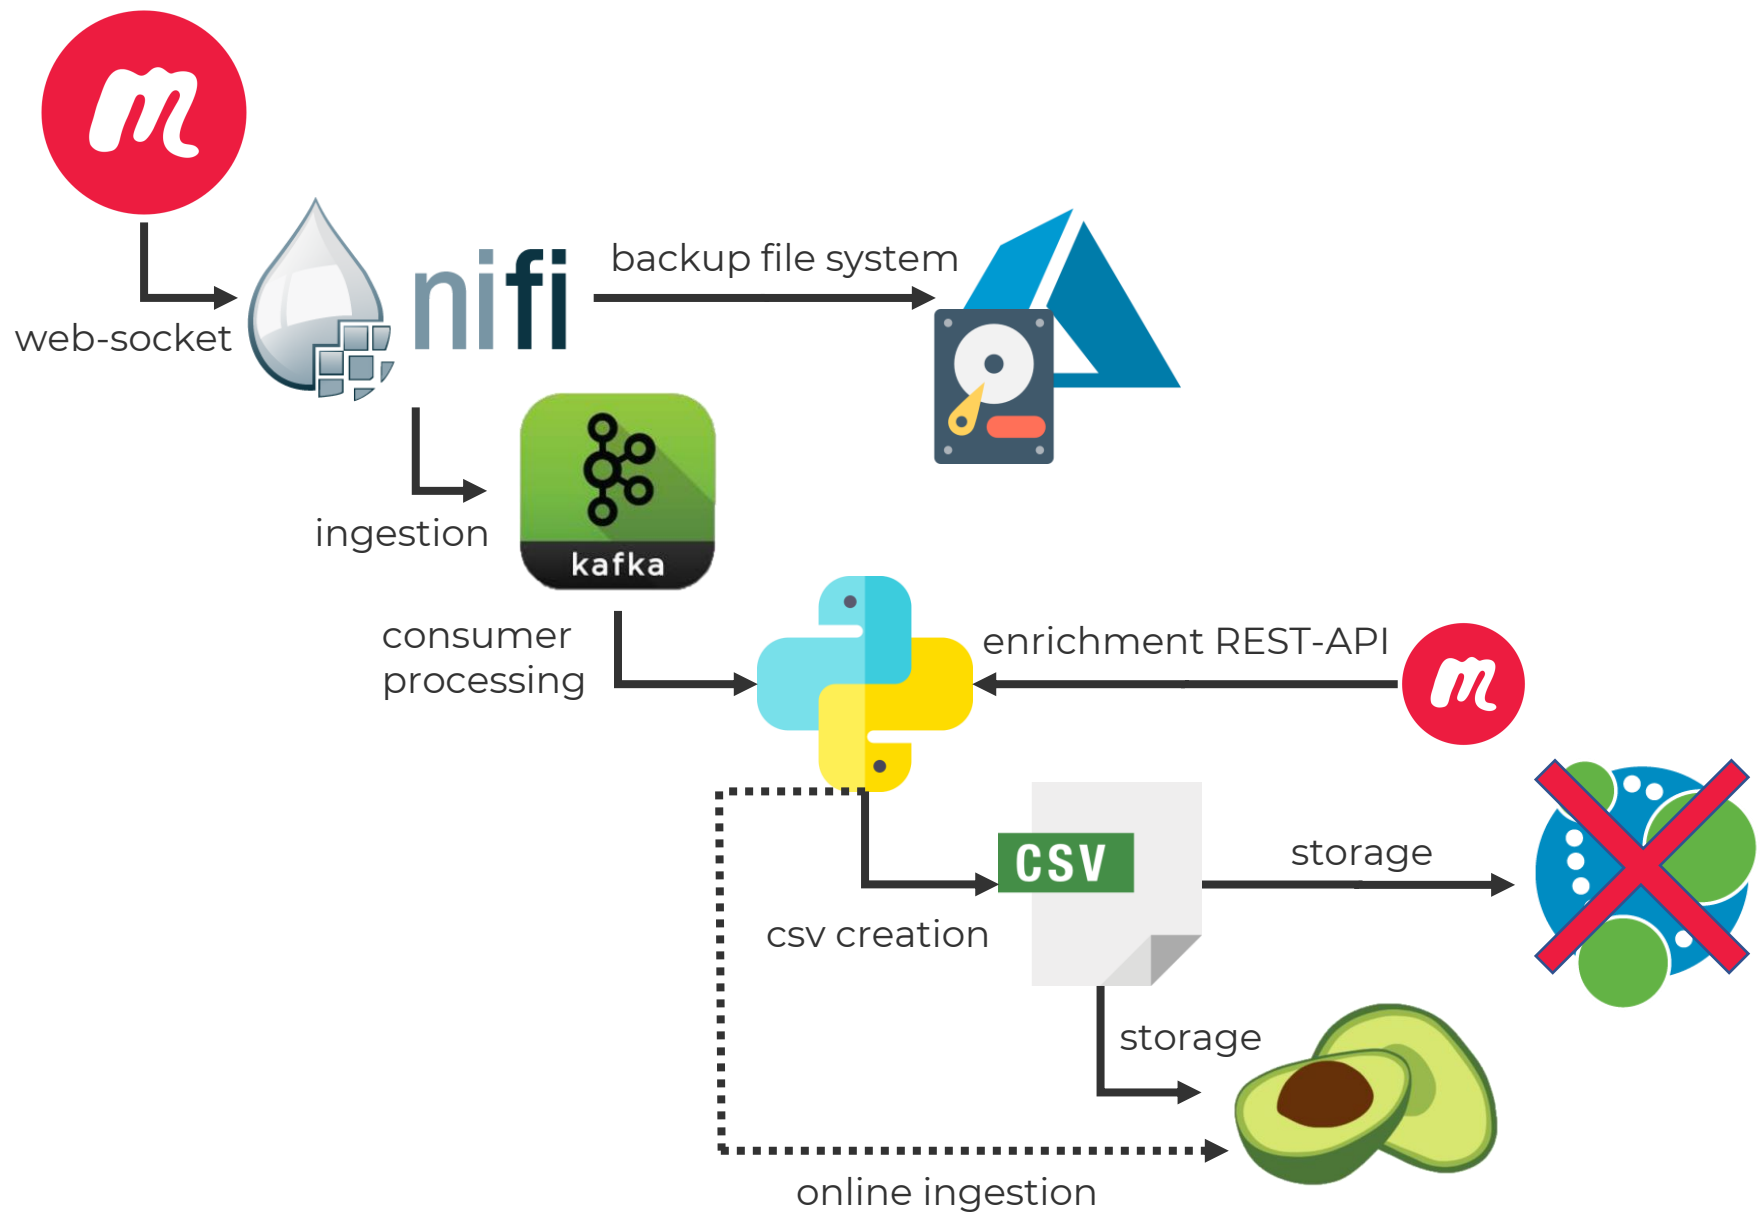 m
web-socket
nifi
backup file system
ingestion
kafka
consumer
processing
enrichment REST-API
m
CSV
csv creation
storage
storage
online ingestion